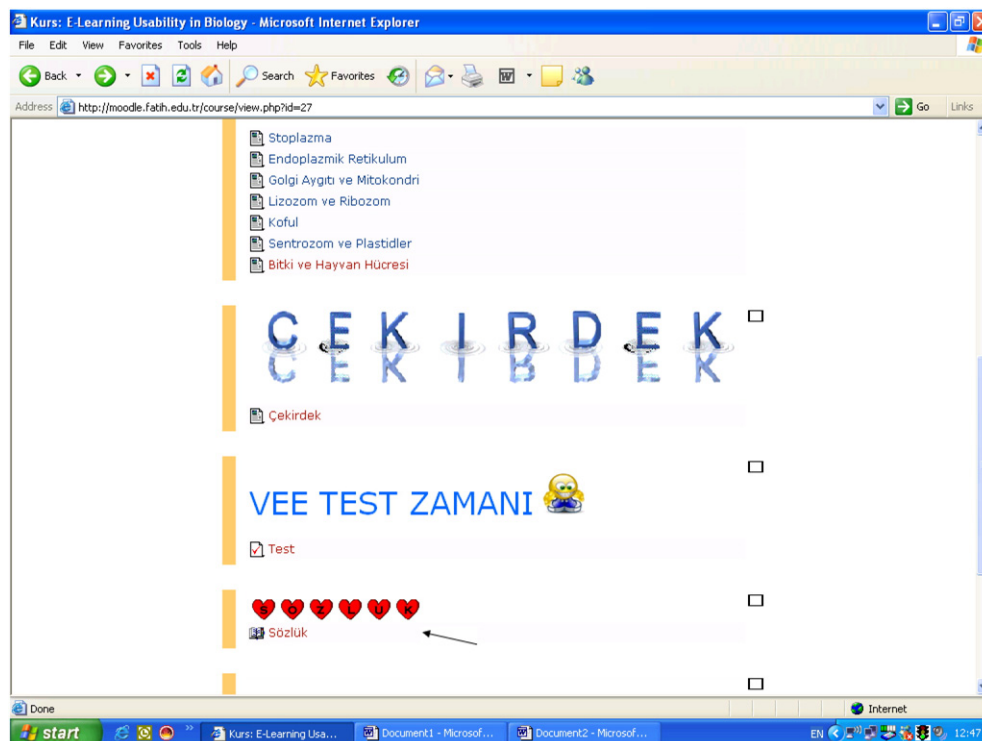 Kurs: E-Learning Usability in Biology - Microsoft Internet Explorer
File Edit View Favorites Tools Help
Back Search Favorites
Address http://moodle.fatih.edu.tr/course/view.php?id=27 Go Links
Stoplazma
Endoplazmik Retikulum
Golgi Aygıtı ve Mitokondri
Lizozom ve Ribozom
Koful
Sentrozom ve Plastidler
Bitki ve Hayvan Hücresi
ÇEKIRDEK
Çekirdek
VEE TEST ZAMANI
Test
SÖZLUK
Sözlük
Done Internet
start Kurs: E-Learning Usa... Document1 - Microsof... Document2 - Microsof... EN 12:47